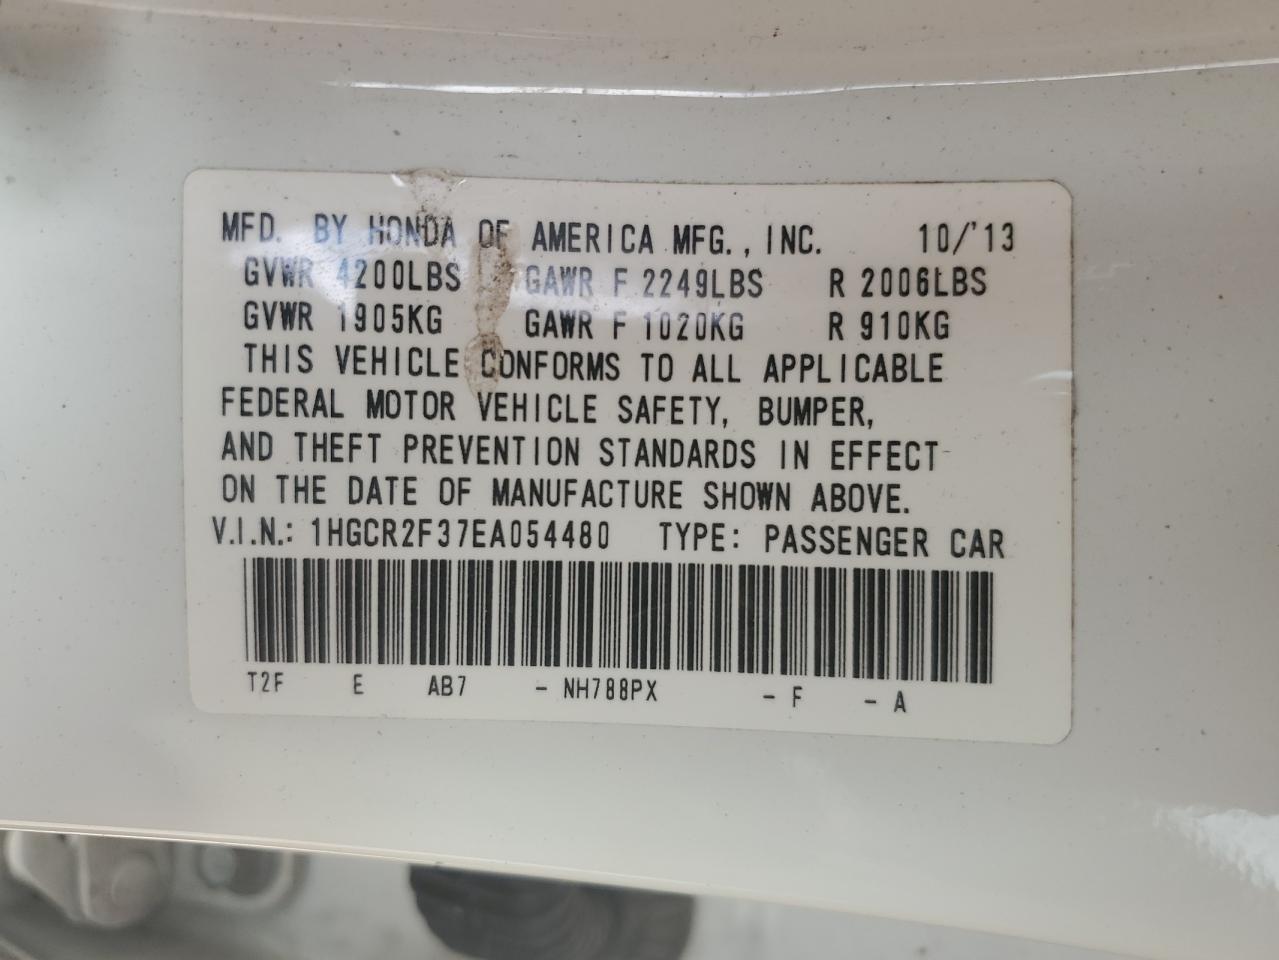 MFD. BY HONDA OF AMERICA MFG., INC. 10/'13
GVWR 4200LBS GAWR F 2249LBS R 2006LBS
GVWR 1905KG GAWR F 1020KG R 910KG
THIS VEHICLE CONFORMS TO ALL APPLICABLE
FEDERAL MOTOR VEHICLE SAFETY, BUMPER,
AND THEFT PREVENTION STANDARDS IN EFFECT
ON THE DATE OF MANUFACTURE SHOWN ABOVE.
V.I.N.: 1HGCR2F37EA054480 TYPE: PASSENGER CAR
T2F E AB7 - NH788PX - F - A